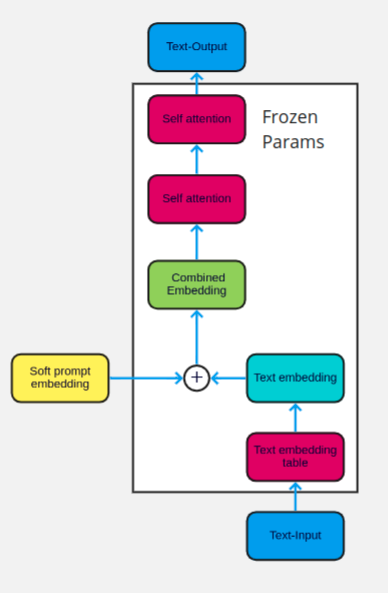 Text-Output
Self attention
Frozen
Params
Self attention
Combined
Embedding
Soft prompt
embedding
+
Text embedding
Text embedding
table
Text-Input